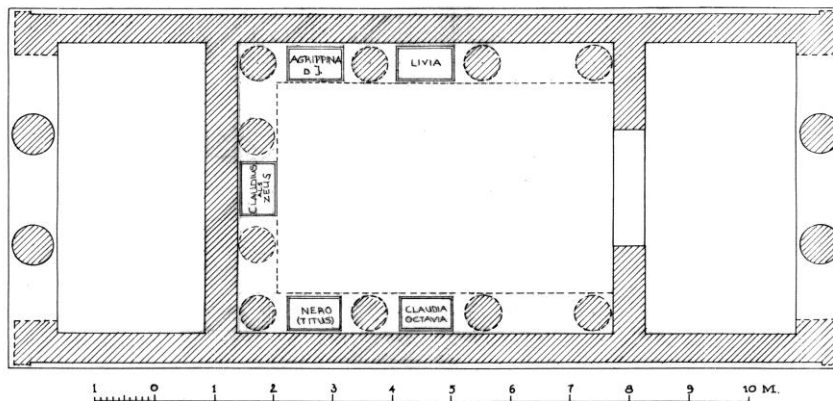 AGRIPPINA
D J.
LIVIA
CLAUDIUS
ALS
ZEUS
NERO
(TITUS)
CLAUDIA
OCTAVIA
1 0 1 2 3 4 5 6 7 8 9 10 M.